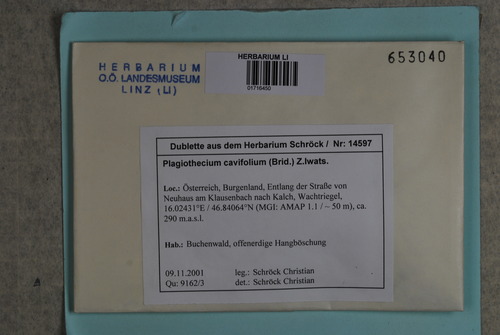 HERBARIUM
O.Ö. LANDESMUSEUM
LINZ (LI)
HERBARIUM LI
01716450
653040
Dublette aus dem Herbarium Schröck / Nr: 14597
Plagiothecium cavifolium (Brid.) Z.Iwats.
Loc.: Österreich, Burgenland, Entlang der Straße von
Neuhaus am Klausenbach nach Kalch, Wachtriegel,
16.02431°E / 46.84064°N (MGI: AMAP 1.1 / ~ 50 m), ca.
290 m.a.s.l.
Hab.: Buchenwald, offenerdige Hangböschung
09.11.2001 leg.: Schröck Christian
Qu: 9162/3 det.: Schröck Christian